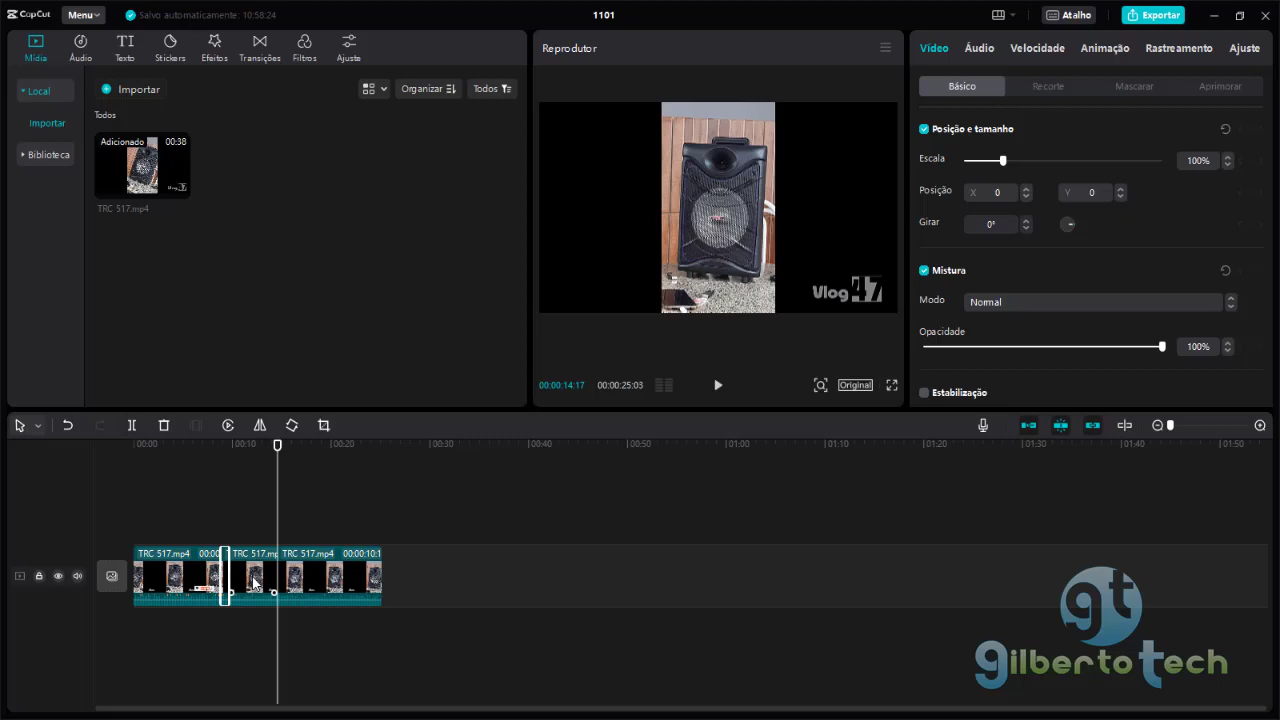 CapCut
Menu
Salvo automaticamente: 10:58:24
1101
Atalho
Exportar
Mídia
Áudio
Texto
Stickers
Efeitos
Transições
Filtros
Ajuste
Local
Importar
Biblioteca
Importar
Organizar
Todos
Todos
Adicionado
00:38
TRC 517.mp4
Reprodutor
Vlog 47
00:00:14:17
00:00:25:03
Original
Vídeo
Áudio
Velocidade
Animação
Rastreamento
Ajuste
Básico
Recorte
Mascarar
Aprimorar
Posição e tamanho
Escala
100%
Posição
X 0
Y 0
Girar
0°
Mistura
Modo
Normal
Opacidade
100%
Estabilização
00:00
00:10
00:20
00:30
00:40
00:50
01:00
01:10
01:20
01:30
01:40
01:50
TRC 517.mp4
00:00
TRC 517.mp
TRC 517.mp4
00:00:10:1
gt
gilberto tech